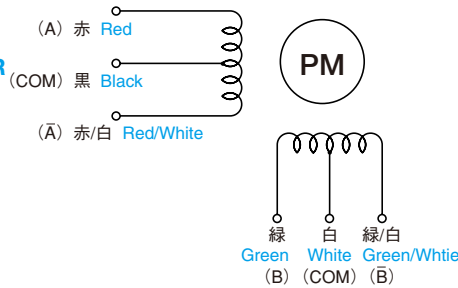 (A) 赤 Red
R
(COM) 黒 Black
PM
(Ā) 赤/白 Red/White
緑 白 緑/白
Green White Green/Whtie
(B) (COM) (B̄)